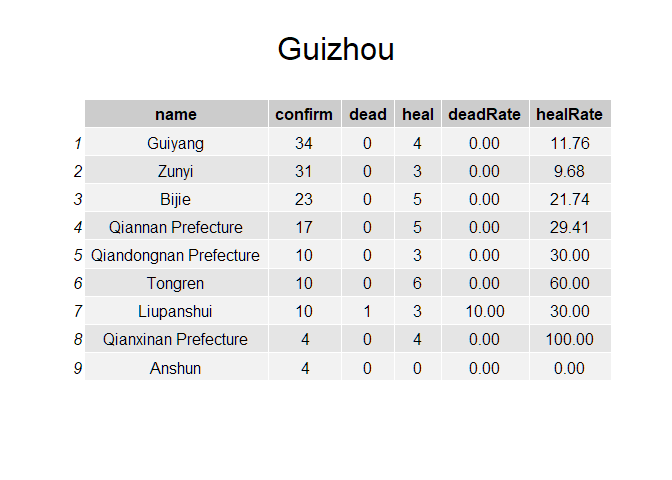 Guizhou
name confirm dead heal deadRate healRate
1 Guiyang 34 0 4 0.00 11.76
2 Zunyi 31 0 3 0.00 9.68
3 Bijie 23 0 5 0.00 21.74
4 Qiannan Prefecture 17 0 5 0.00 29.41
5 Qiandongnan Prefecture 10 0 3 0.00 30.00
6 Tongren 10 0 6 0.00 60.00
7 Liupanshui 10 1 3 10.00 30.00
8 Qianxinan Prefecture 4 0 4 0.00 100.00
9 Anshun 4 0 0 0.00 0.00